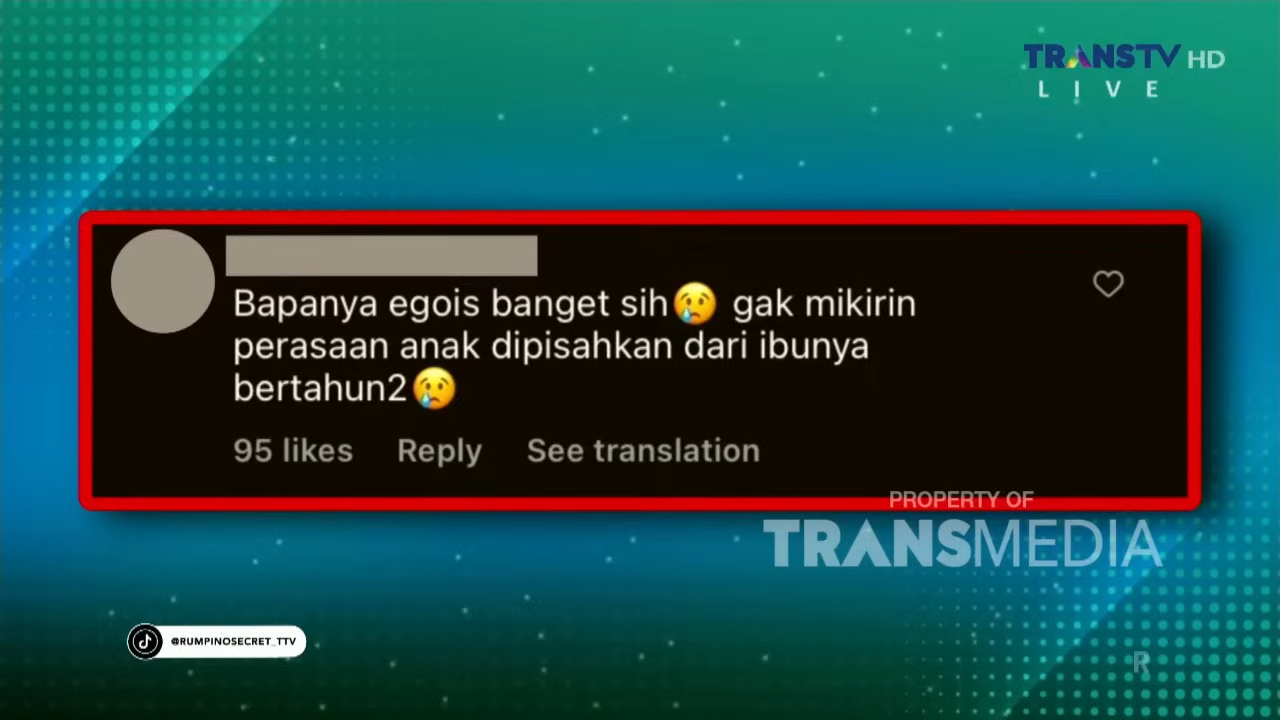 TRANSTV HD
LIVE
Bapanya egois banget sih😢 gak mikirin
perasaan anak dipisahkan dari ibunya
bertahun2😢
95 likes Reply See translation
PROPERTY OF
TRANSMEDIA
@RUMPINOSECRET_TTV
R